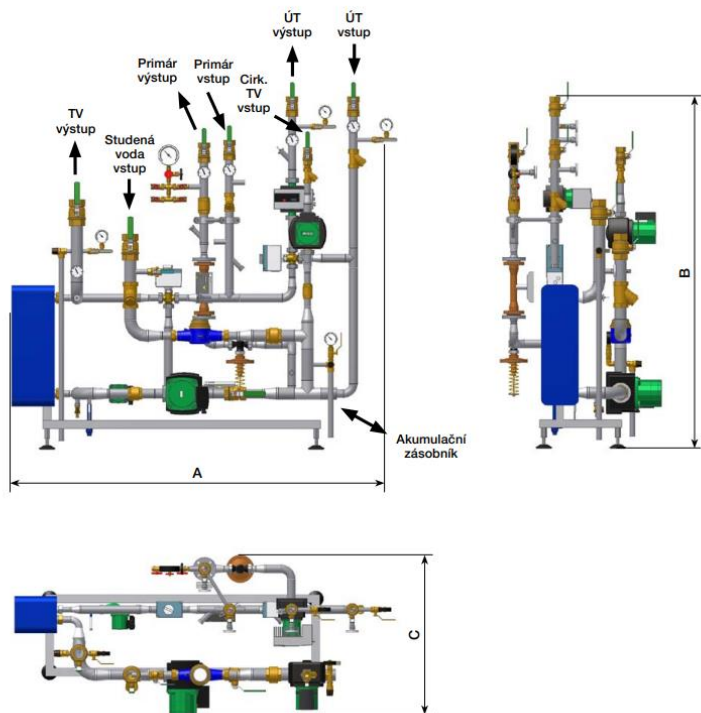 ÚT
výstup
ÚT
vstup
Primár
výstup
Primár
vstup
Cirk.
TV
vstup
TV
výstup
Studená
voda
vstup
Akumulační
zásobník
A
B
C